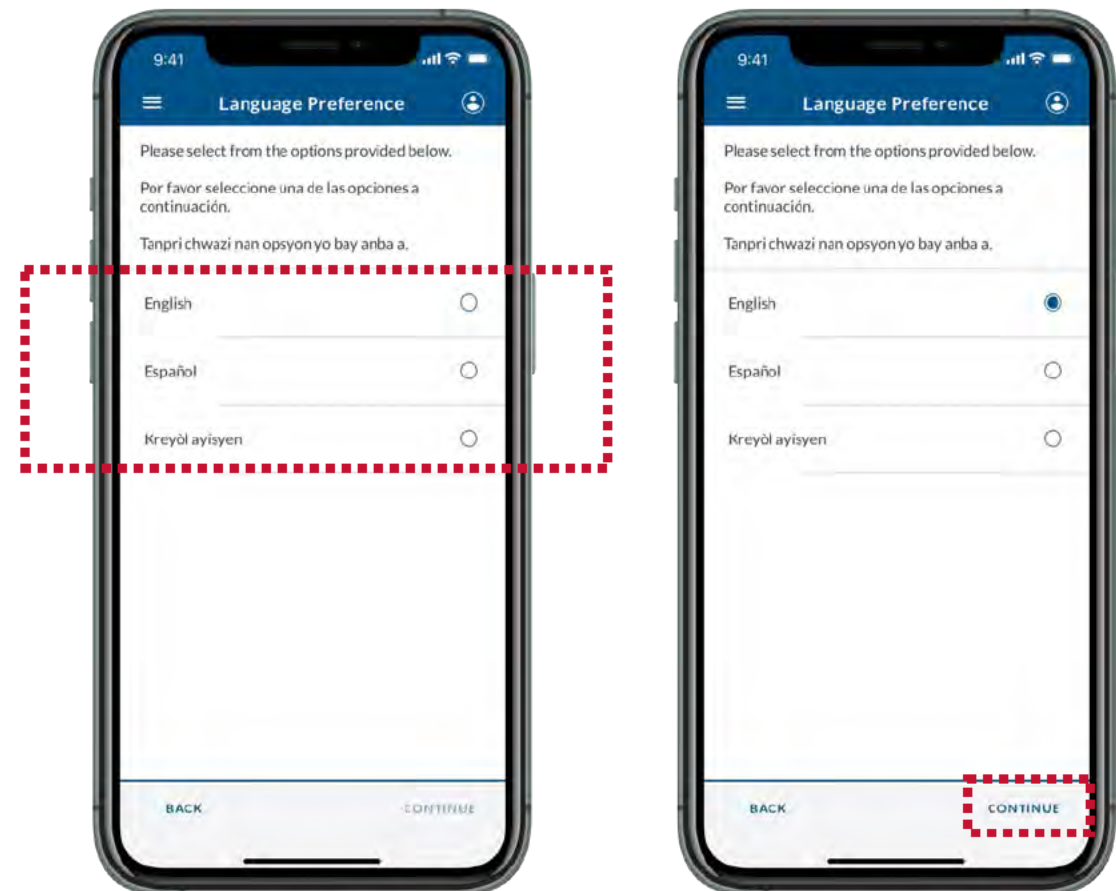 9:41
Language Preference
Please select from the options provided below.
Por favor seleccione una de las opciones a
continuación.
Tanpri chwazi nan opsyon yo bay anba a.
English
Español
Kreyòl ayisyen
BACK
CONTINUE
9:41
Language Preference
Please select from the options provided below.
Por favor seleccione una de las opciones a
continuación.
Tanpri chwazi nan opsyon yo bay anba a.
English
Español
Kreyòl ayisyen
BACK
CONTINUE